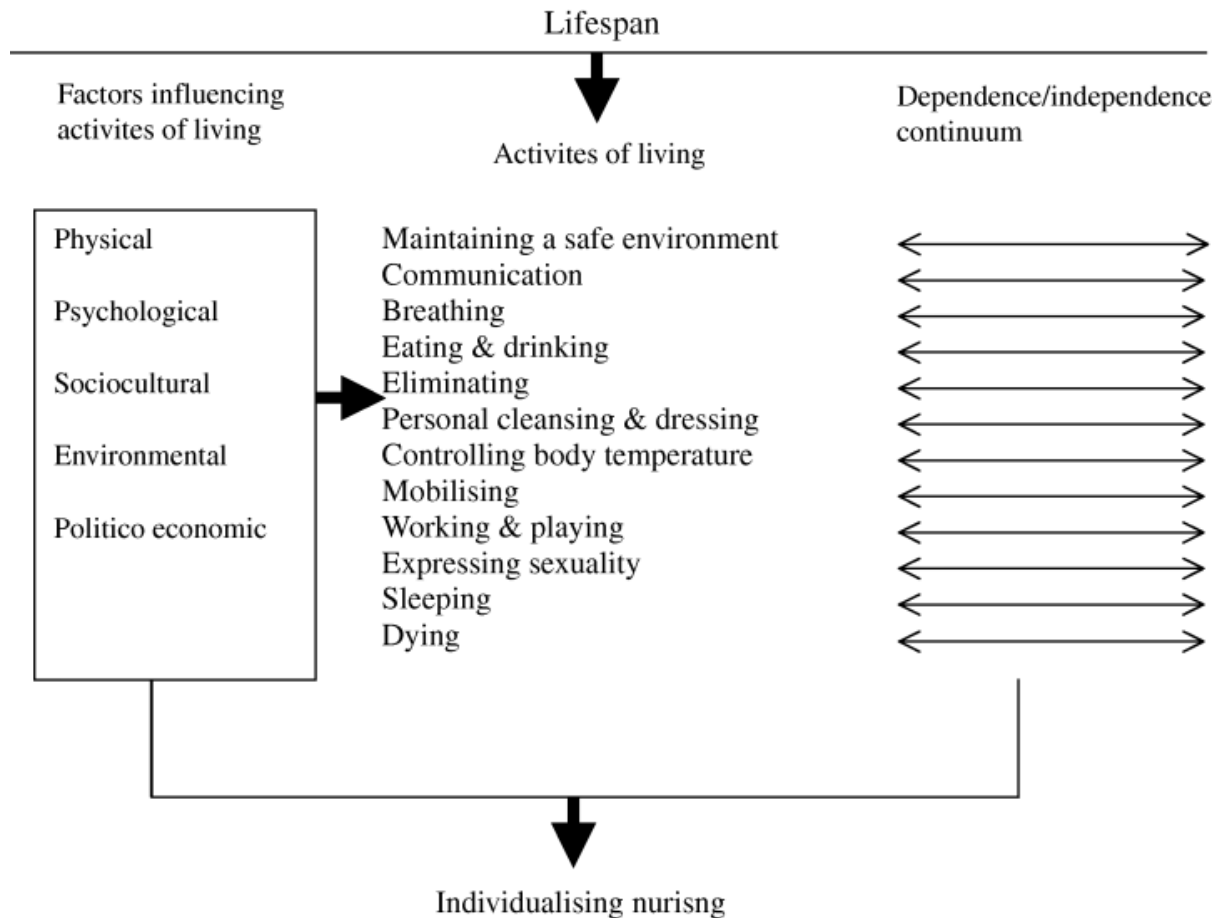 Lifespan
Factors influencing
activites of living
Activites of living
Dependence/independence
continuum
Physical
Psychological
Sociocultural
Environmental
Politico economic
Maintaining a safe environment
Communication
Breathing
Eating & drinking
Eliminating
Personal cleansing & dressing
Controlling body temperature
Mobilising
Working & playing
Expressing sexuality
Sleeping
Dying
Individualising nurisng